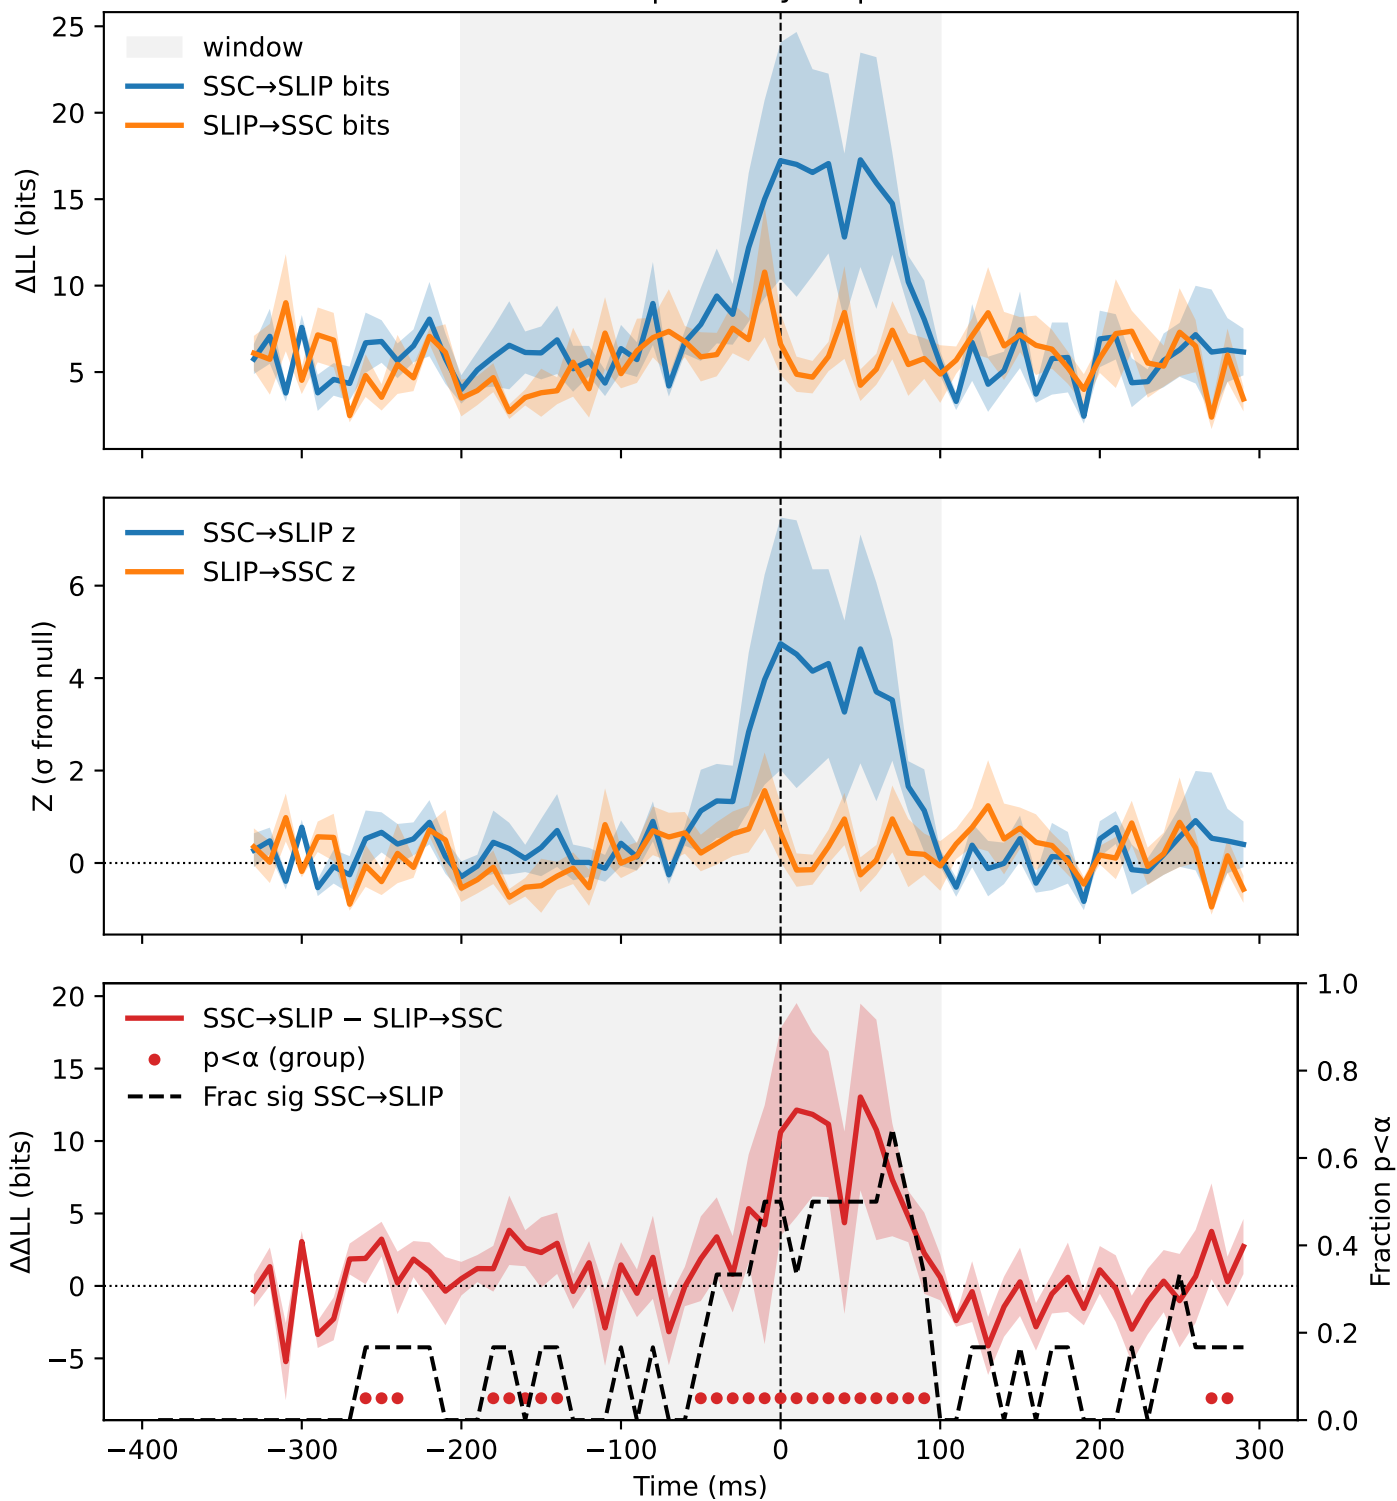 25
20
15
10
5
ΔLL (bits)
window
SSC→SLIP bits
SLIP→SSC bits
6
4
2
0
Z (σ from null)
SSC→SLIP z
SLIP→SSC z
20
15
10
5
0
−5
ΔΔLL (bits)
SSC→SLIP − SLIP→SSC
p<α (group)
Frac sig SSC→SLIP
1.0
0.8
0.6
0.4
0.2
0.0
Fraction p<α
−400
−300
−200
−100
0
100
200
300
Time (ms)